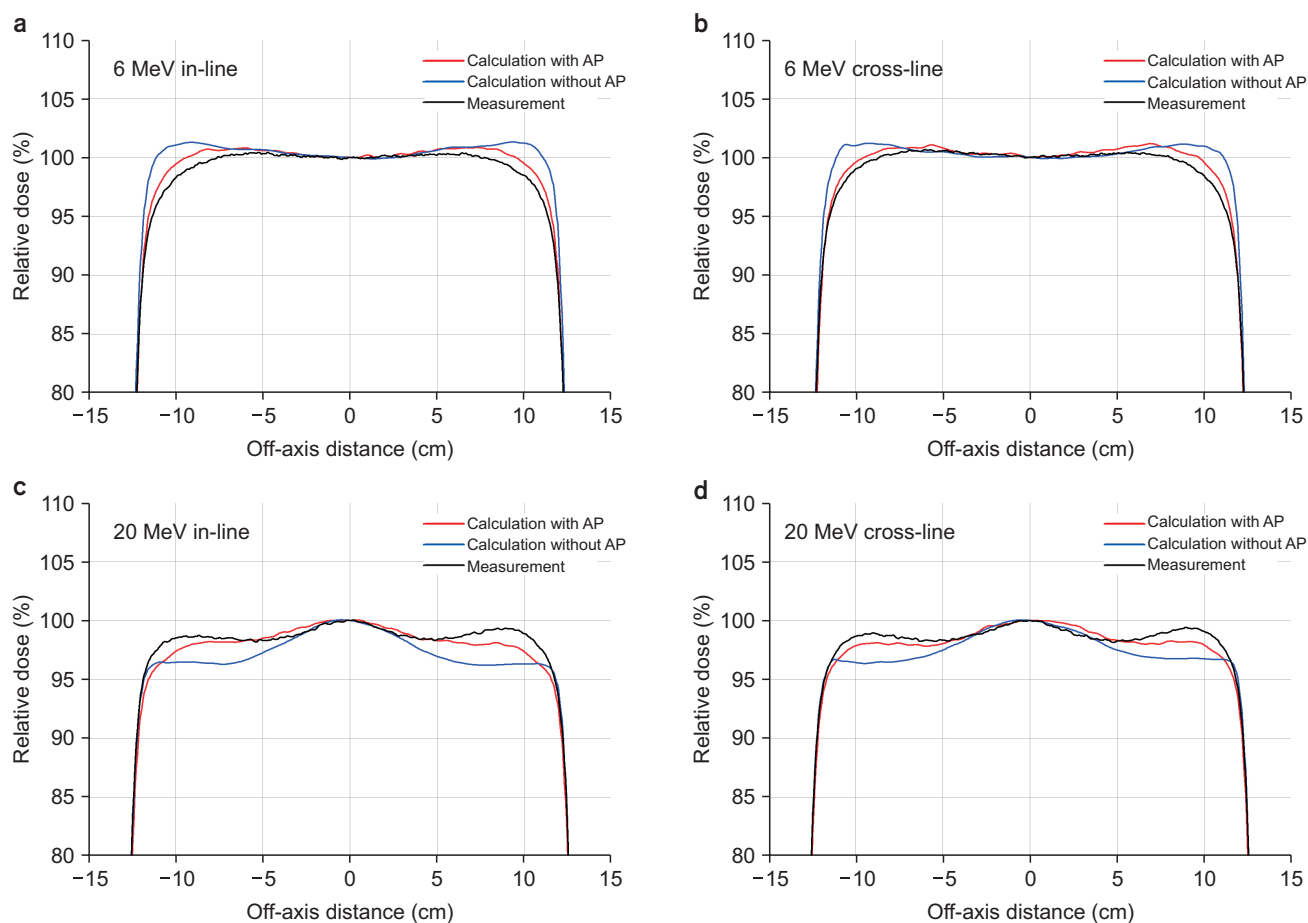 a
110
105
100
95
90
85
80
Relative dose (%)
6 MeV in-line
Calculation with AP
Calculation without AP
Measurement
−15 −10 −5 0 5 10 15
Off-axis distance (cm)
b
110
105
100
95
90
85
80
Relative dose (%)
6 MeV cross-line
Calculation with AP
Calculation without AP
Measurement
−15 −10 −5 0 5 10 15
Off-axis distance (cm)
c
110
105
100
95
90
85
80
Relative dose (%)
20 MeV in-line
Calculation with AP
Calculation without AP
Measurement
−15 −10 −5 0 5 10 15
Off-axis distance (cm)
d
110
105
100
95
90
85
80
Relative dose (%)
20 MeV cross-line
Calculation with AP
Calculation without AP
Measurement
−15 −10 −5 0 5 10 15
Off-axis distance (cm)